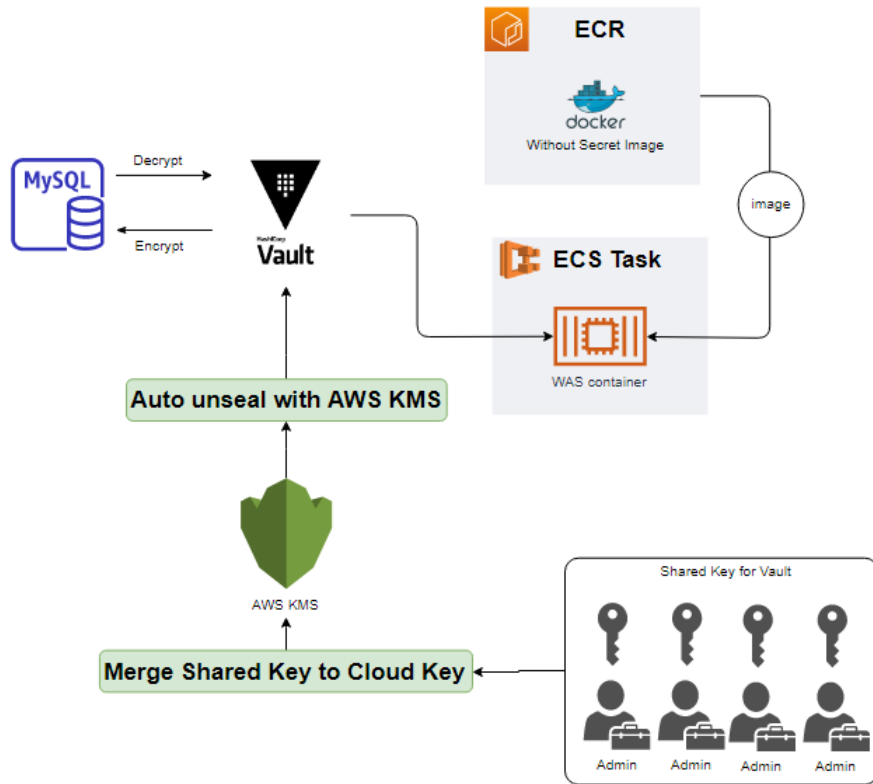 ECR
docker
Without Secret Image
MySQL
Decrypt
Encrypt
HashiCorp
Vault
image
ECS Task
WAS container
Auto unseal with AWS KMS
AWS KMS
Shared Key for Vault
Merge Shared Key to Cloud Key
Admin
Admin
Admin
Admin